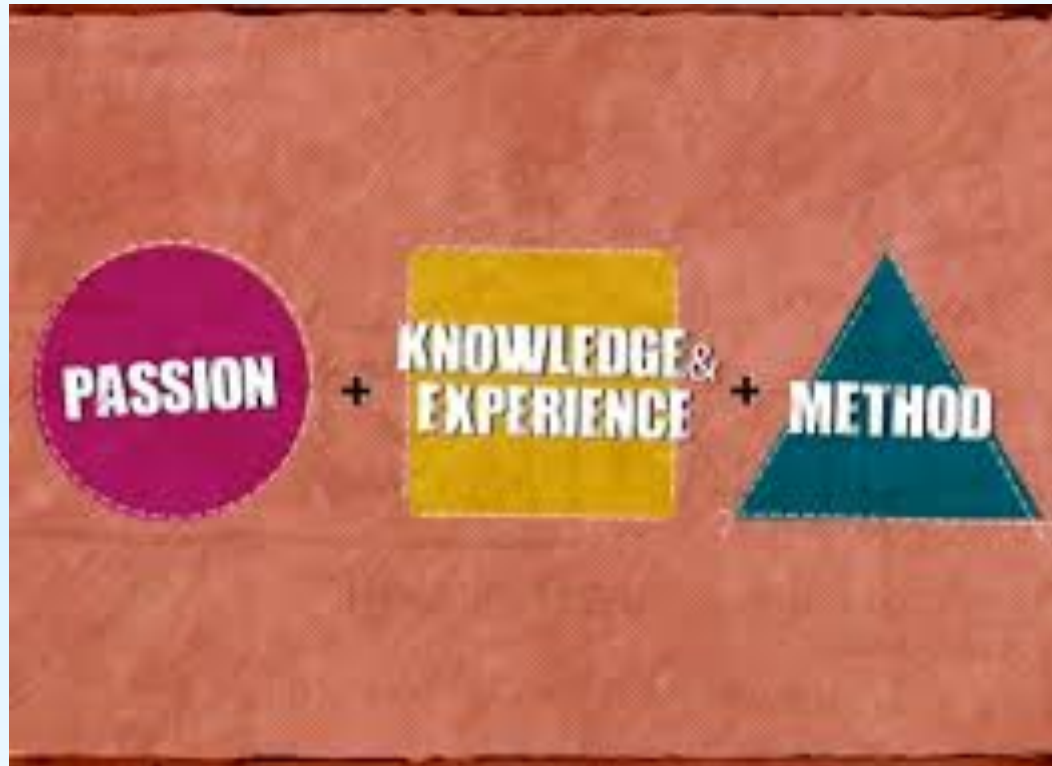 PASSION
+
KNOWLEDGE &
EXPERIENCE
+
METHOD